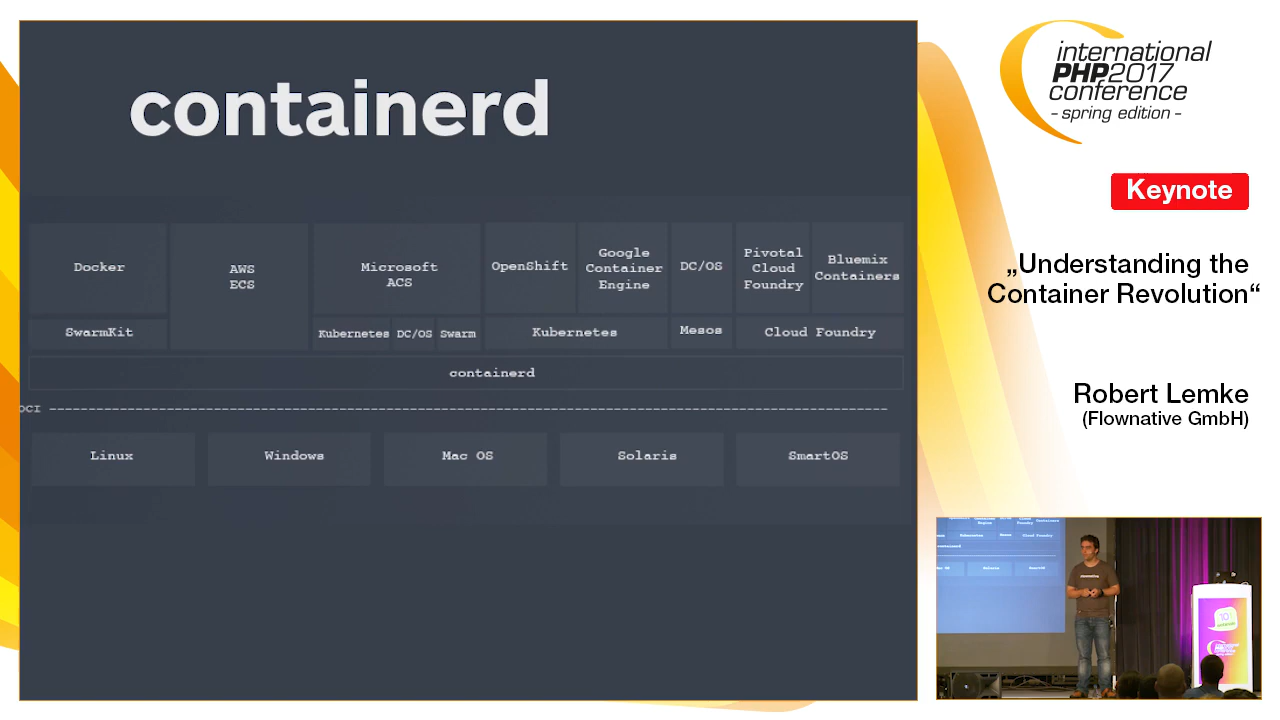 containerd
Docker
AWS
ECS
Microsoft
ACS
OpenShift
Google
Container
Engine
DC/OS
Pivotal
Cloud
Foundry
Bluemix
Containers
SwarmKit
Kubernetes
DC/OS
Swarm
Kubernetes
Mesos
Cloud Foundry
containerd
OCI
Linux
Windows
Mac OS
Solaris
SmartOS
international
PHP2017
conference
- spring edition -
Keynote
„Understanding the
Container Revolution“
Robert Lemke
(Flownative GmbH)